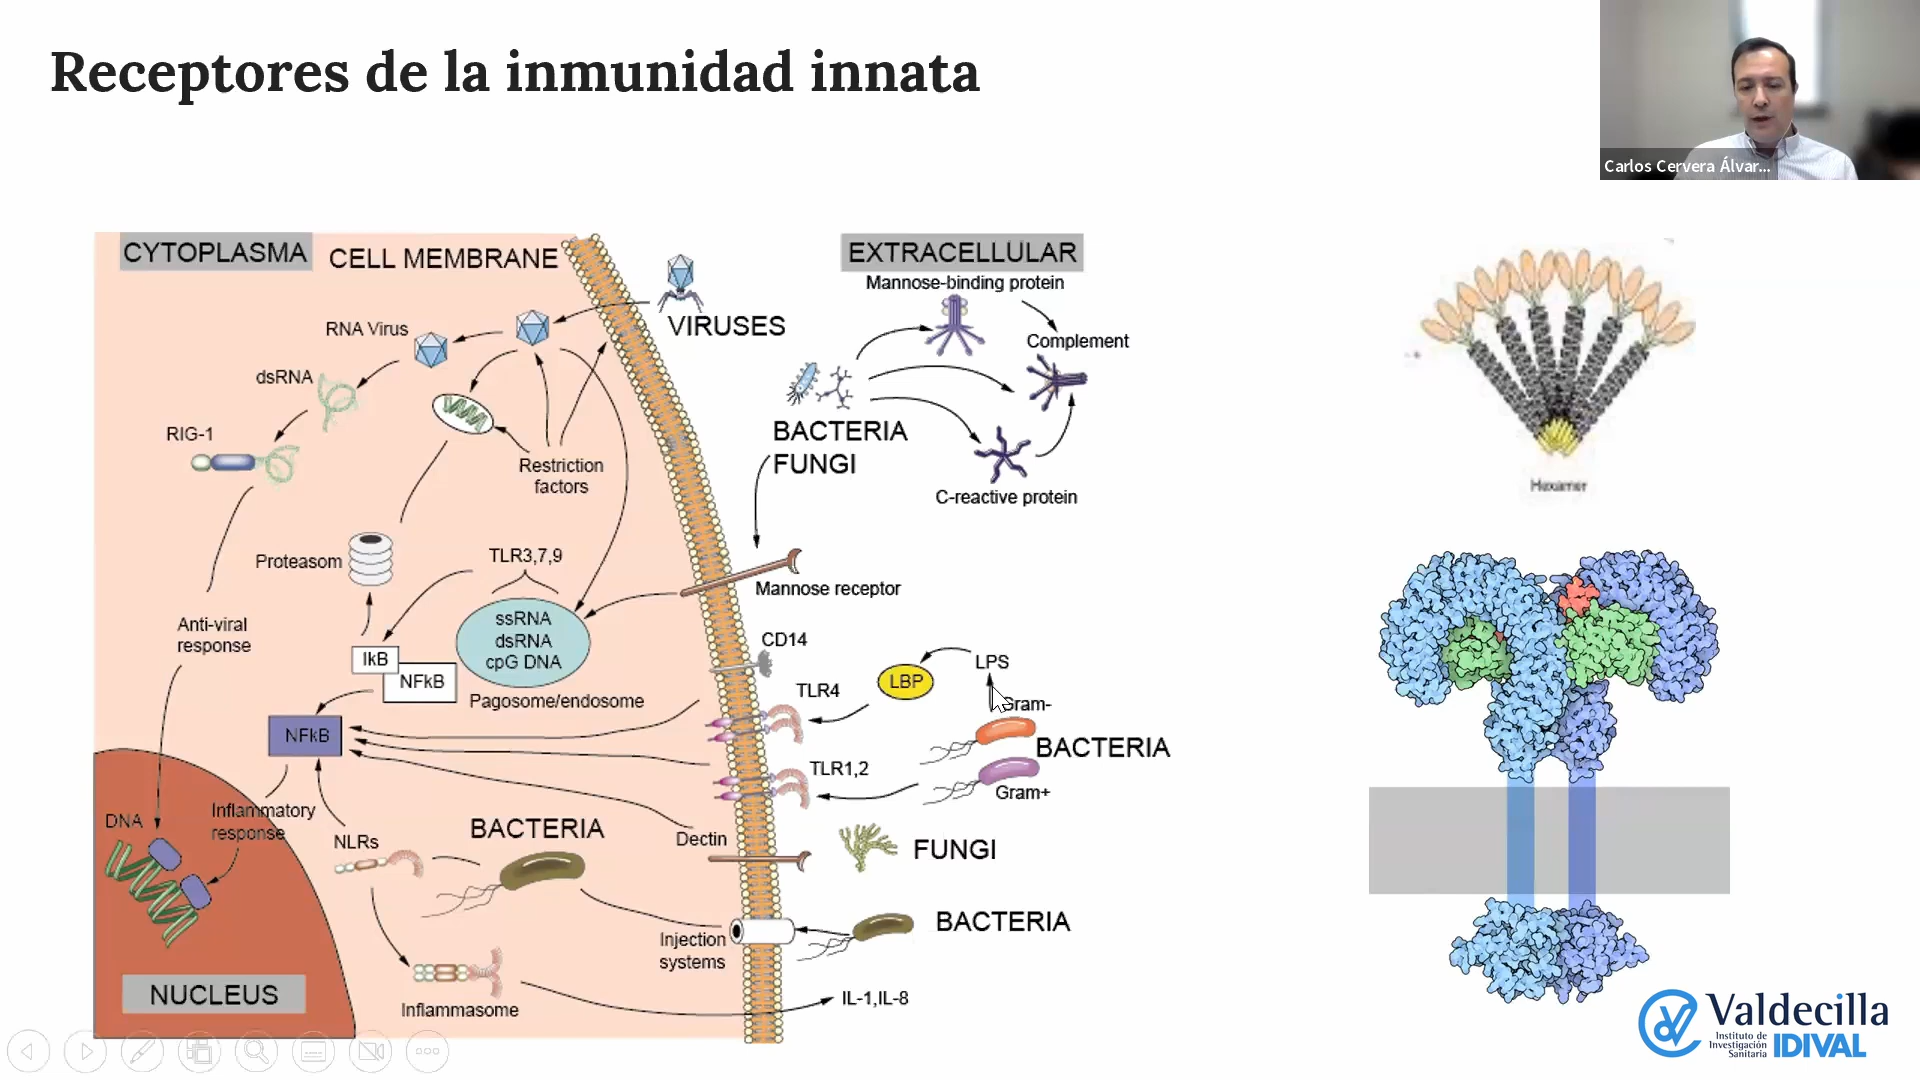 Receptores de la inmunidad innata
Carlos Cervera Álvar...
CYTOPLASMA
CELL MEMBRANE
EXTRACELLULAR
Mannose-binding protein
VIRUSES
RNA Virus
Complement
dsRNA
RIG-1
BACTERIA
FUNGI
Restriction
factors
C-reactive protein
Hexamer
Proteasom
TLR3,7,9
Mannose receptor
ssRNA
dsRNA
cpG DNA
Anti-viral
response
CD14
IkB
NFkB
LPS
LBP
TLR4
Pagosome/endosome
Gram-
NFkB
BACTERIA
TLR1,2
Gram+
Inflammatory
response
DNA
NLRs
BACTERIA
Dectin
FUNGI
BACTERIA
Injection
systems
NUCLEUS
Inflammasome
IL-1,IL-8
Valdecilla
Instituto de
Investigación
Sanitaria
IDIVAL